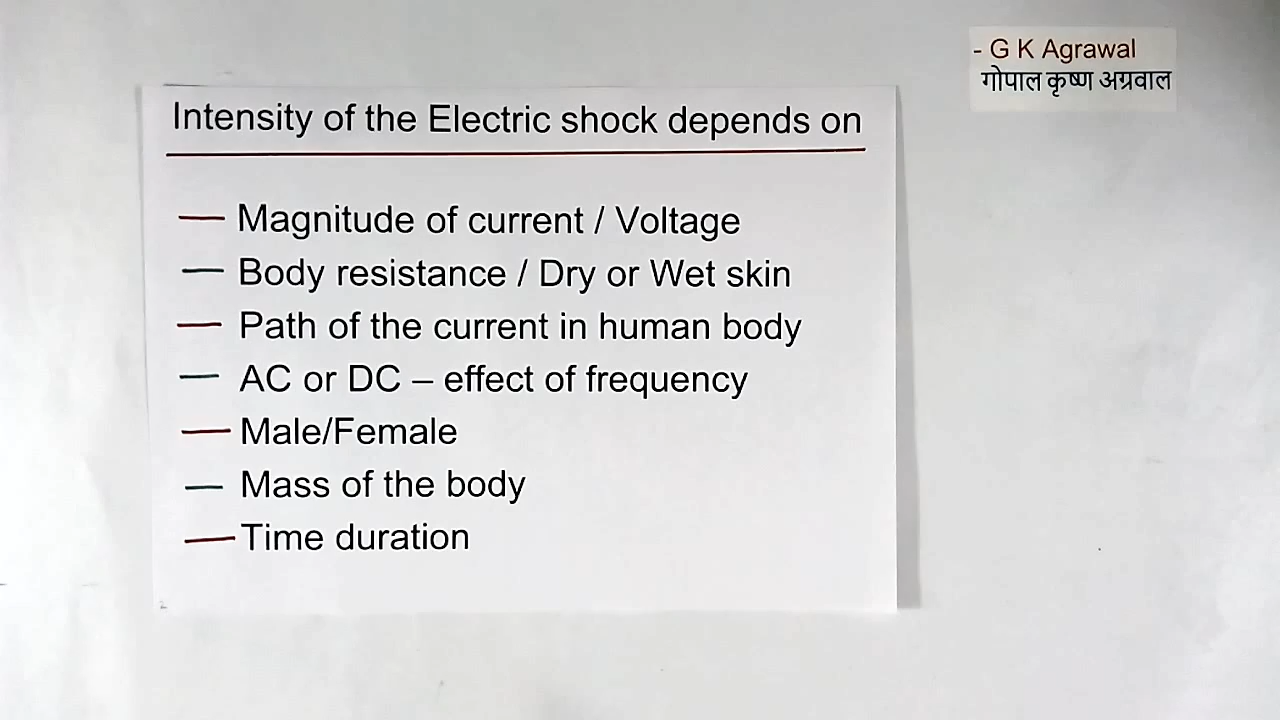 - G K Agrawal
गोपाल कृष्ण अग्रवाल
Intensity of the Electric shock depends on
— Magnitude of current / Voltage
— Body resistance / Dry or Wet skin
— Path of the current in human body
— AC or DC – effect of frequency
— Male/Female
— Mass of the body
— Time duration